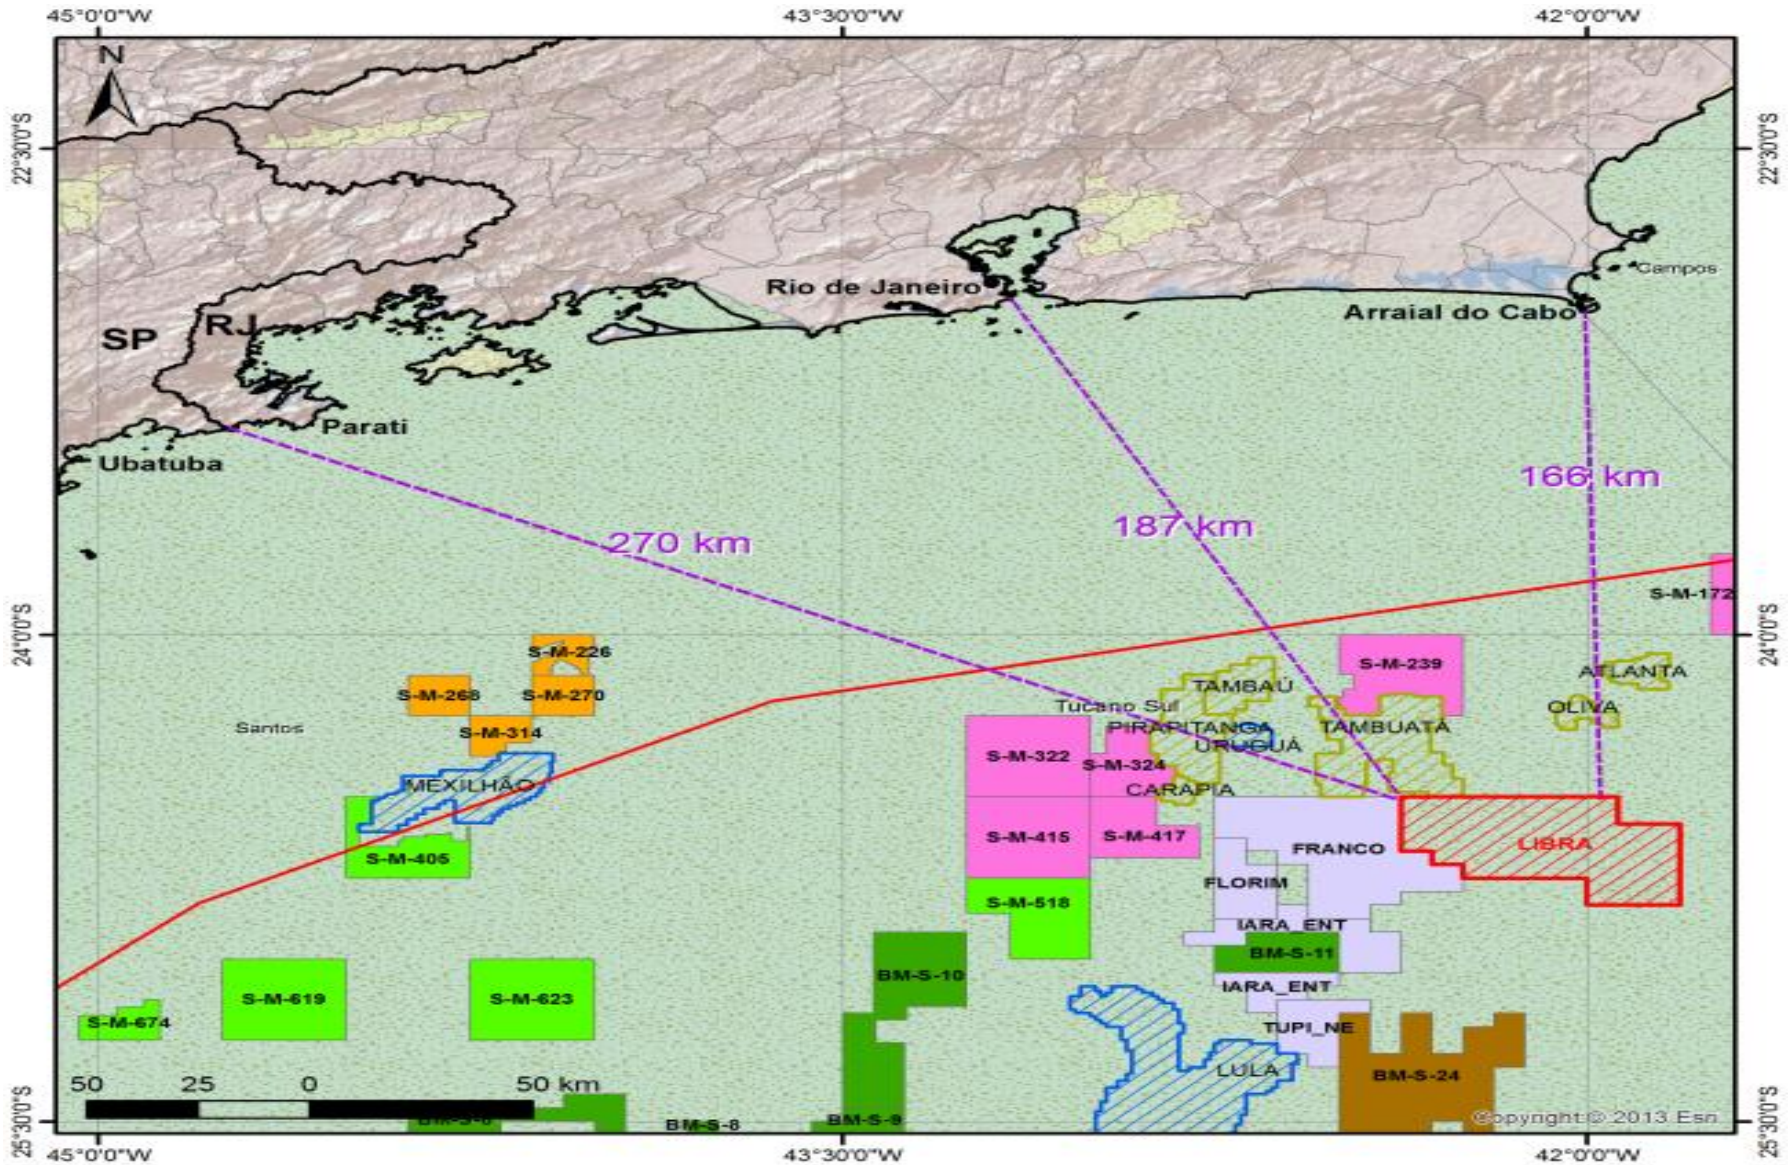 45°0'0"W
43°30'0"W
42°0'0"W
N
22°30'0"S
22°30'0"S
Campos
Rio de Janeiro
Arraial do Cabo
SP
RJ
Parati
Ubatuba
166 km
187 km
270 km
S-M-172
24°0'0"S
24°0'0"S
S-M-226
S-M-239
ATLANTA
S-M-268
S-M-270
TAMBAÚ
Tucano Sul
OLIVA
Santos
S-M-314
PIRAPITANGA
TAMBUATÁ
URUGUÁ
S-M-322
S-M-324
MEXILHÃO
CARAPIA
S-M-415
S-M-417
FRANCO
LIBRA
S-M-405
FLORIM
S-M-518
IARA_ENT
BM-S-11
BM-S-10
IARA_ENT
S-M-619
S-M-623
S-M-674
TUPI_NE
LULA
BM-S-24
50 25 0 50 km
BM-S-8
BM-S-8
BM-S-9
Copyright:© 2013 Esri
25°30'0"S
25°30'0"S
45°0'0"W
43°30'0"W
42°0'0"W